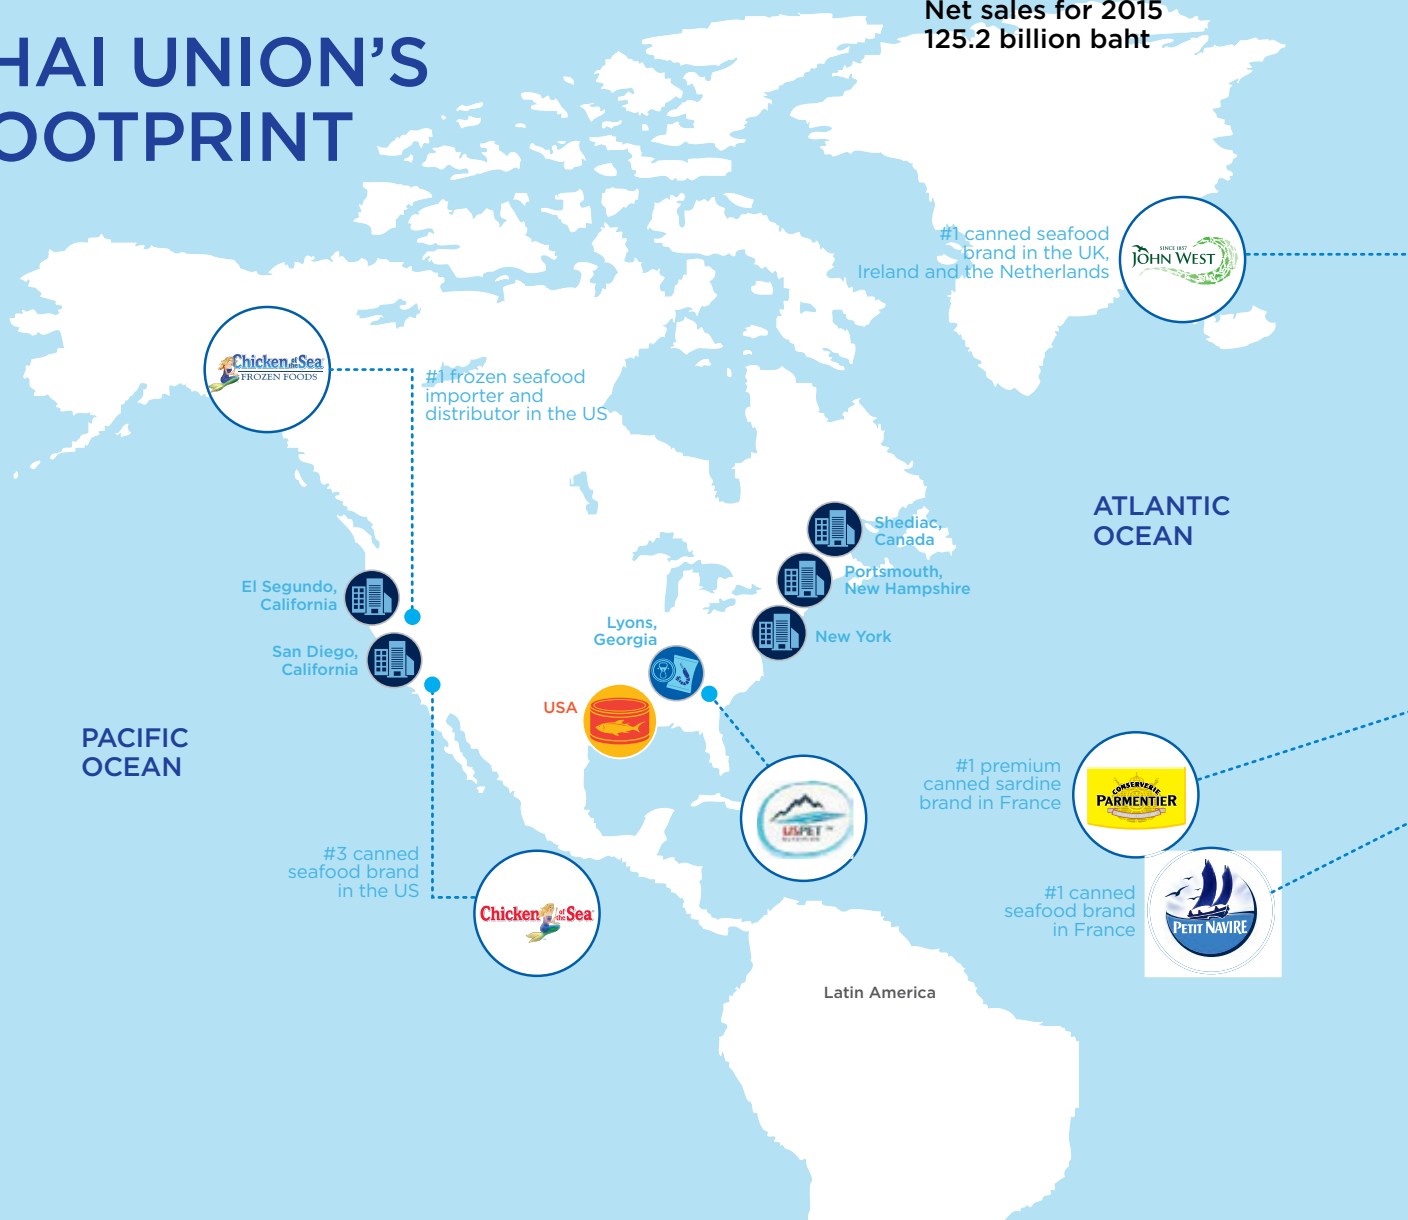 Net sales for 2015
125.2 billion baht
HAI UNION'S
OOTPRINT
#1 canned seafood
brand in the UK,
Ireland and the Netherlands
SINCE 1857
JOHN WEST
Chicken of the Sea
FROZEN FOODS
#1 frozen seafood
importer and
distributor in the US
ATLANTIC
OCEAN
Shediac,
Canada
Portsmouth,
New Hampshire
New York
El Segundo,
California
San Diego,
California
Lyons,
Georgia
USA
PACIFIC
OCEAN
#1 premium
canned sardine
brand in France
CONSERVERIE
PARMENTIER
USPET
#3 canned
seafood brand
in the US
Chicken of the Sea
#1 canned
seafood brand
in France
PETIT NAVIRE
Latin America